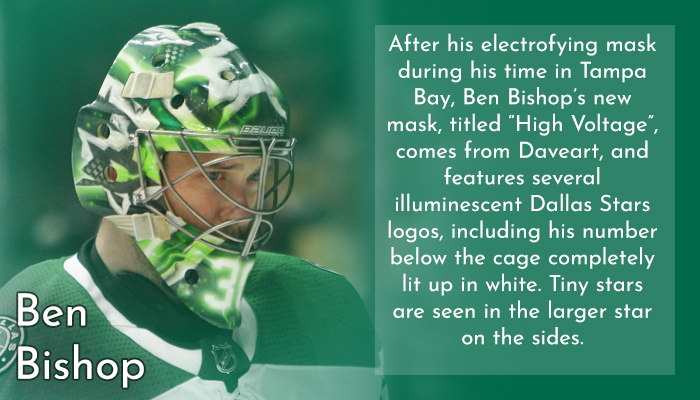 After his electrofying mask
during his time in Tampa
Bay, Ben Bishop's new
mask, titled “High Voltage”,
comes from Daveart, and
features several
illuminescent Dallas Stars
logos, including his number
below the cage completely
lit up in white. Tiny stars
are seen in the larger star
on the sides.
Ben
Bishop
BAUER
3